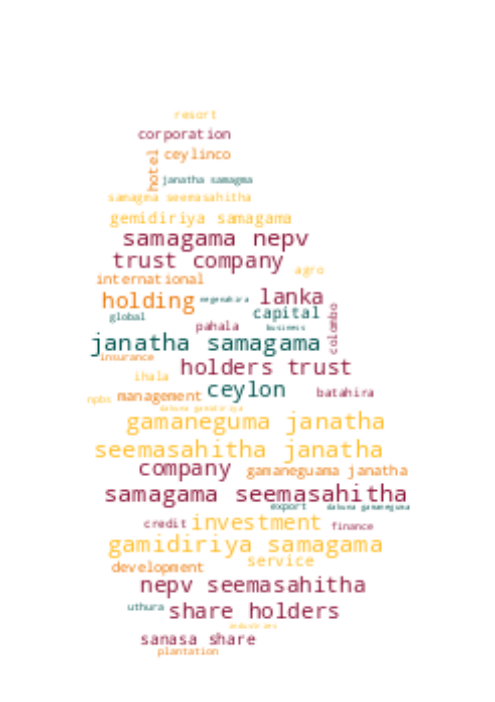 resort
corporation
hotel ceylinco
janatha samagma
samagma seemasahitha
gemidiriya samagama
samagama nepv
trust company
agro
international
holding negenahira lanka
global capital colombo
pahala business
janatha samagama
insurance
holders trust
ihala
ceylon
npbs management batahira
dakuna gamidiriya
gamaneguma janatha
seemasahitha janatha
company gamaneguama janatha
samagama seemasahitha
export dakuna gamaneguma
credit investment finance
gamidiriya samagama
service
development
nepv seemasahitha
uthura share holders
industries
sanasa share
plantation